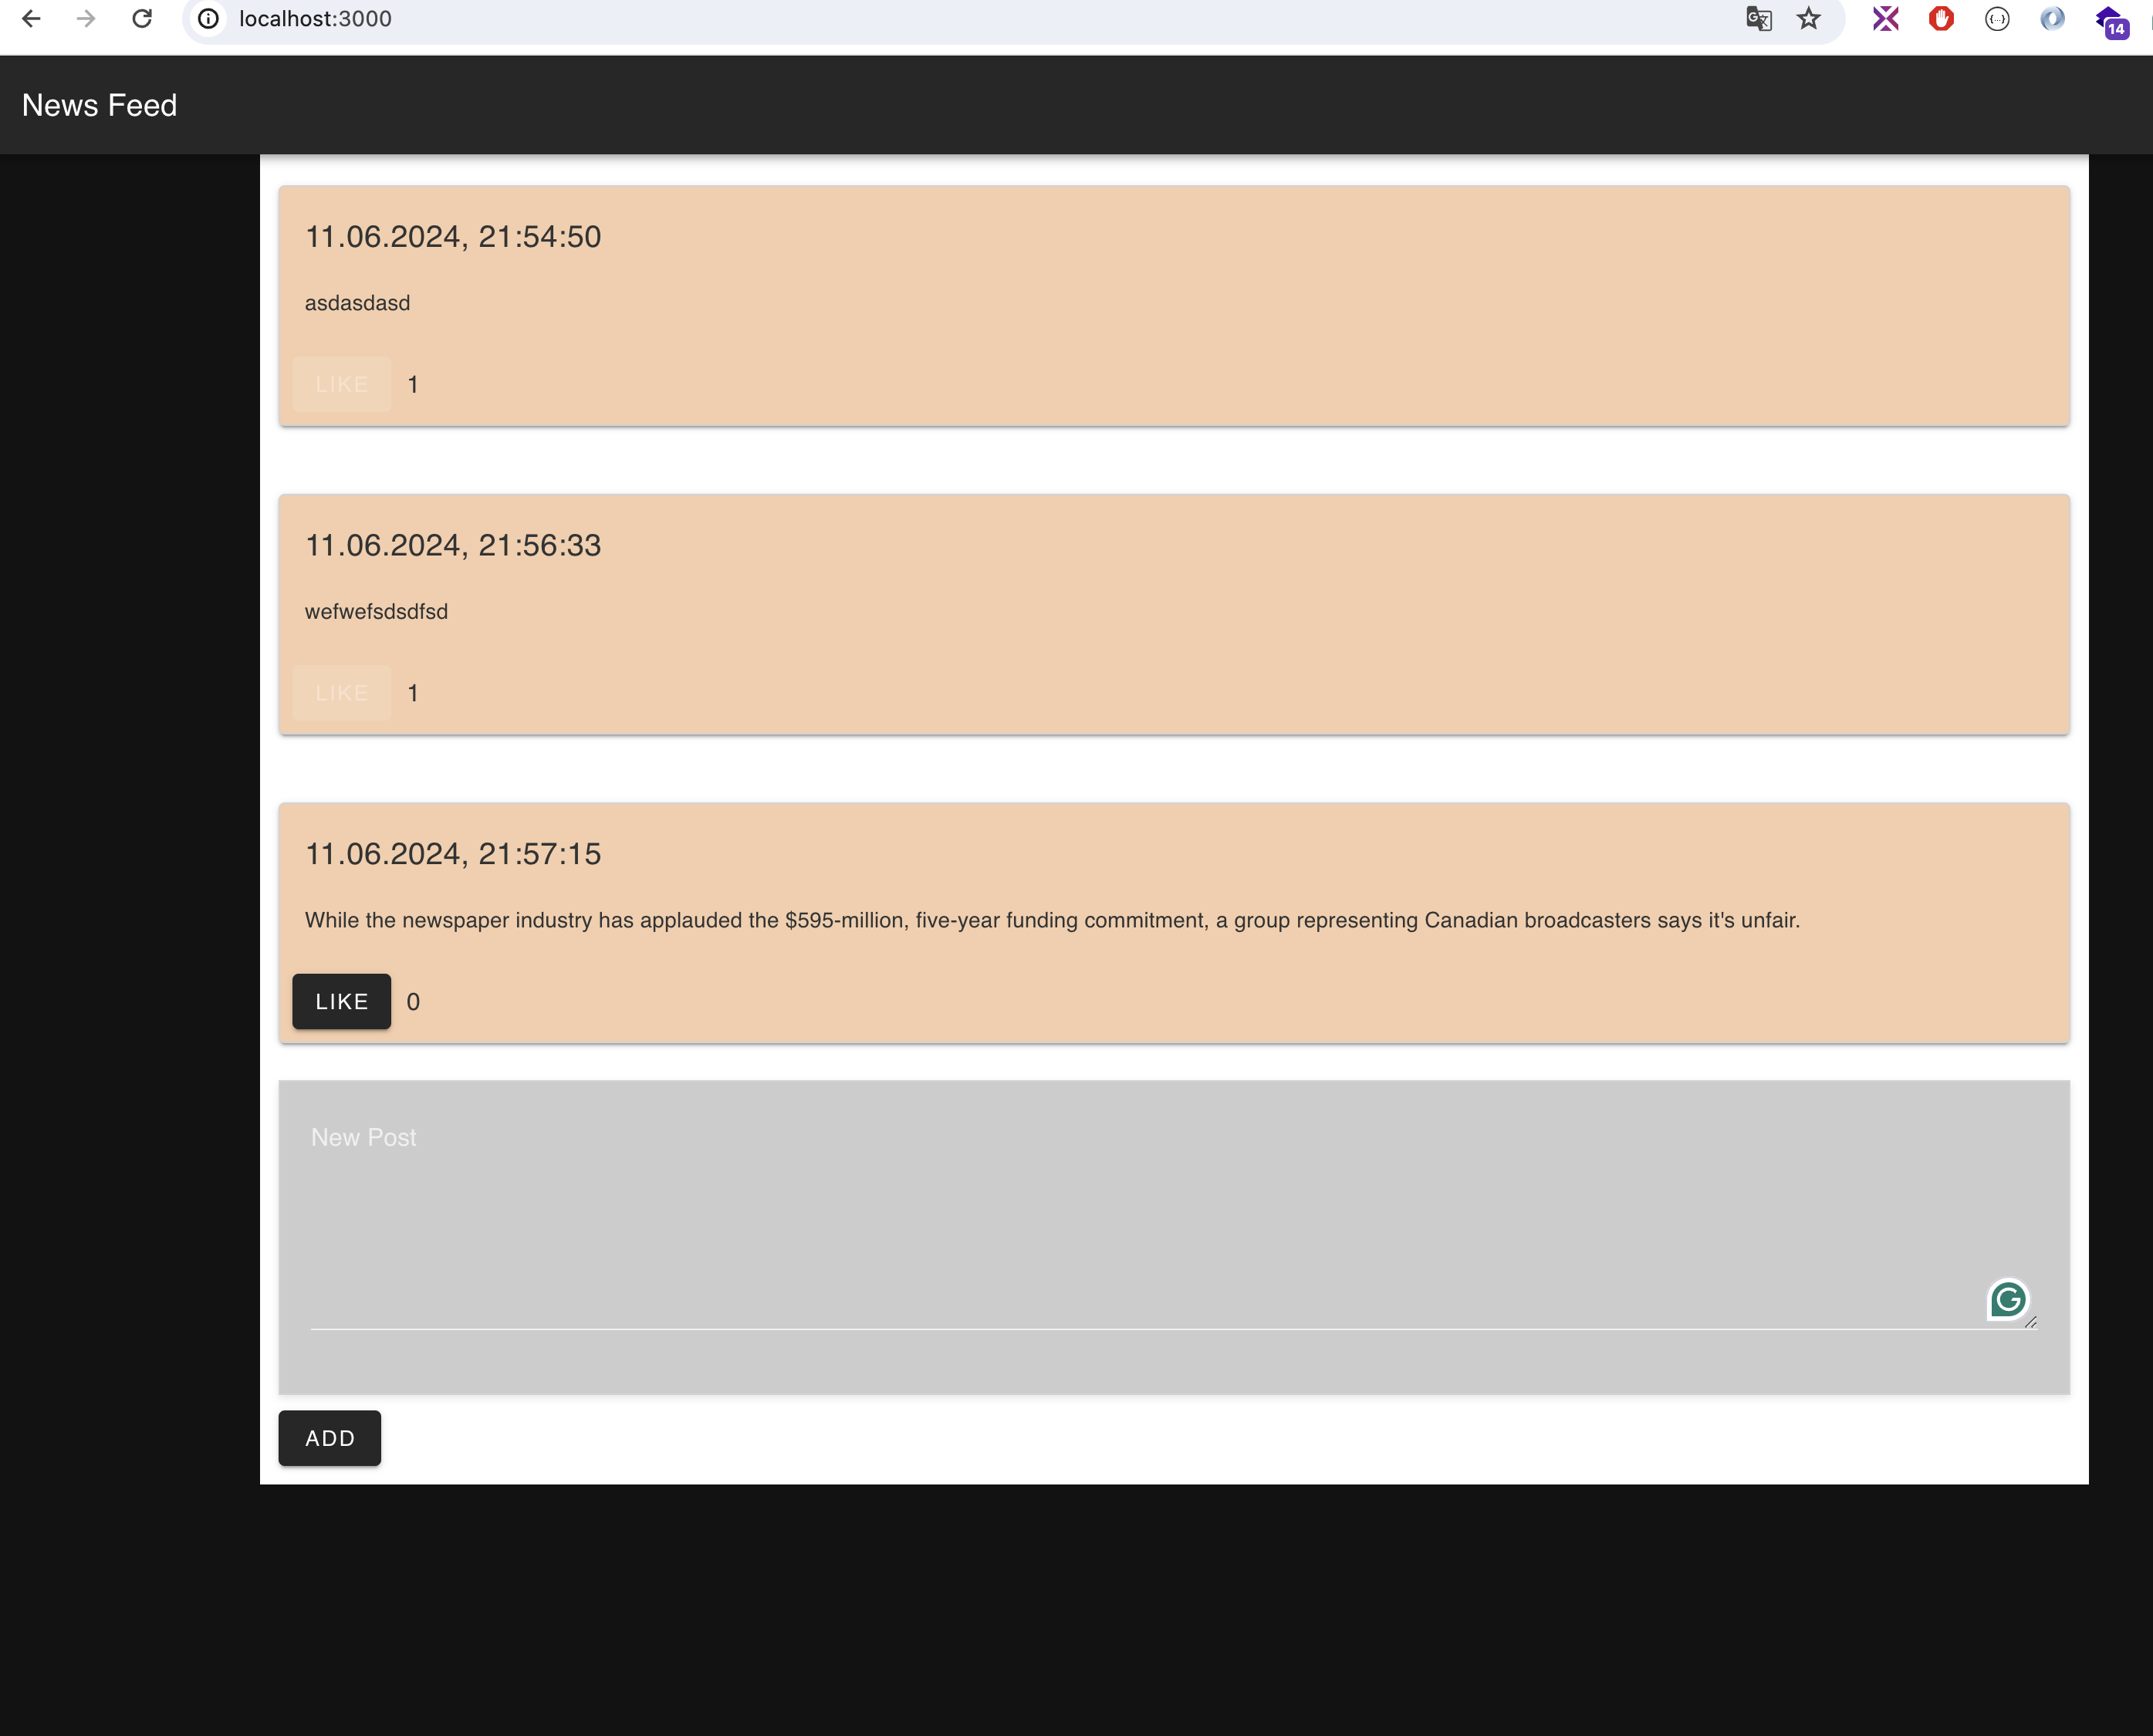 localhost:3000
14
News Feed
11.06.2024, 21:54:50
asdasdasd
LIKE 1
11.06.2024, 21:56:33
wefwefsdsdfsd
LIKE 1
11.06.2024, 21:57:15
While the newspaper industry has applauded the $595-million, five-year funding commitment, a group representing Canadian broadcasters says it's unfair.
LIKE 0
New Post
ADD